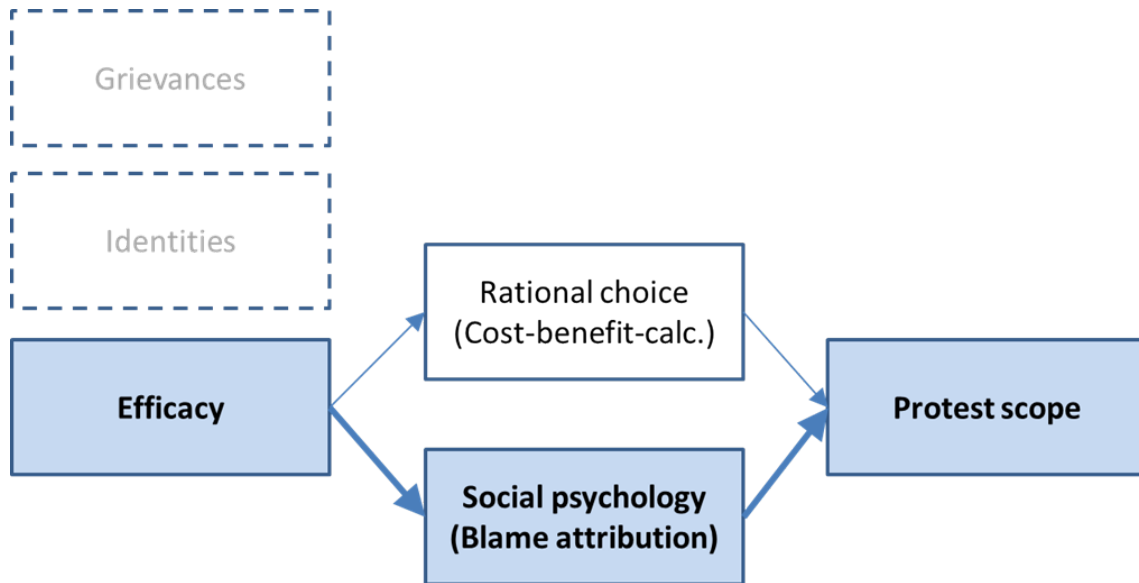 Grievances
Identities
Efficacy
Rational choice
(Cost-benefit-calc.)
Social psychology
(Blame attribution)
Protest scope